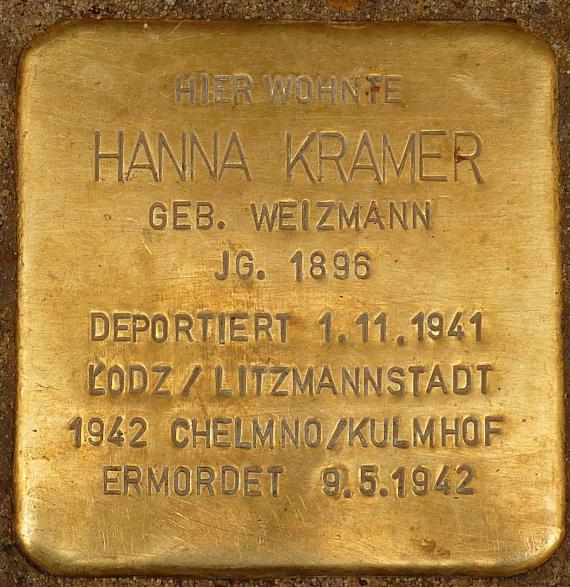 HIER WOHNTE
HANNA KRAMER
GEB. WEIZMANN
JG. 1896
DEPORTIERT 1.11.1941
ŁODZ / LITZMANNSTADT
1942 CHELMNO/KULMHOF
ERMORDET 9.5.1942